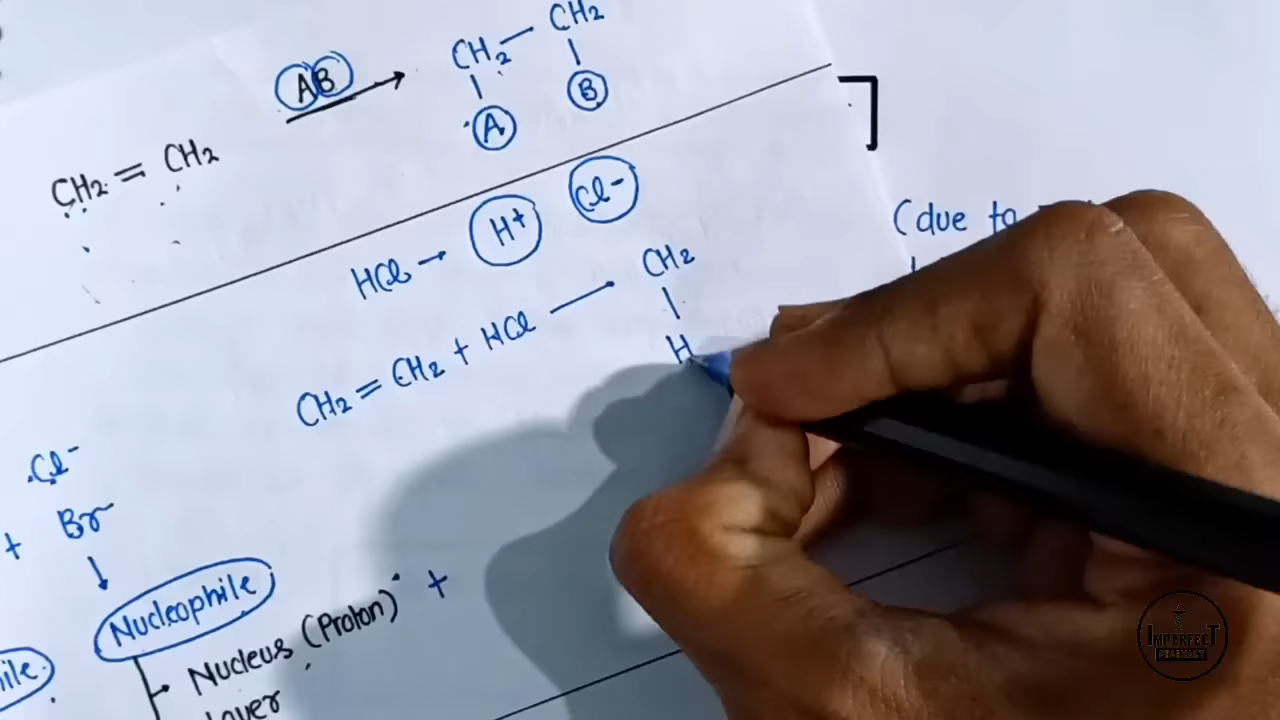 CH₂ — CH₂
AB
A B
CH₂ = CH₂
HCl → H⁺ Cl⁻
(due to
CH₂
H
CH₂ = CH₂ + HCl →
Cl⁻
+ Br⁻
Nucleophile
Nucleus (Proton) +
IMPERFECT
PHARMACY